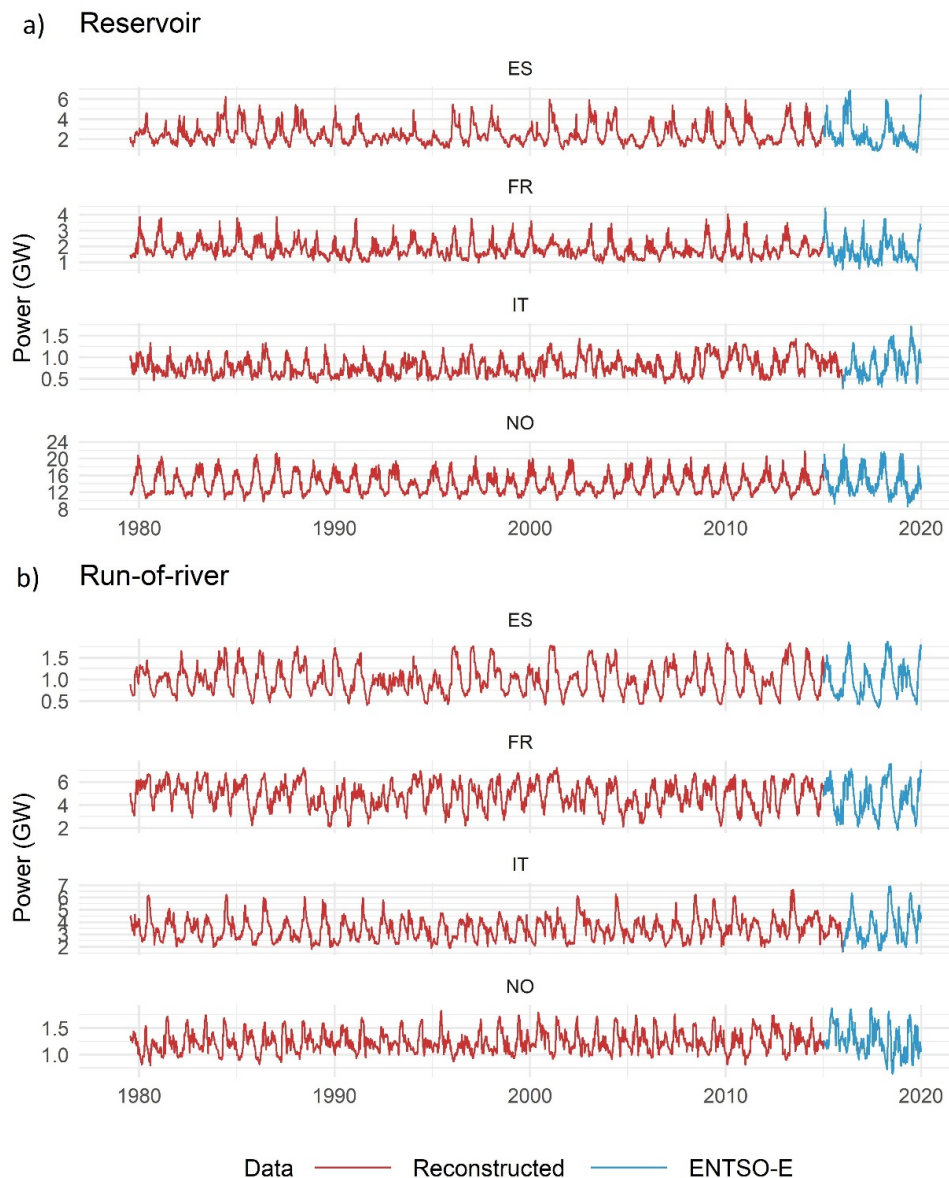 a) Reservoir
ES
6
4
2
FR
4
3
2
1
IT
1.5
1.0
0.5
NO
24
20
16
12
8
Power (GW)
1980 1990 2000 2010 2020
b) Run-of-river
ES
1.5
1.0
0.5
FR
6
4
2
IT
7
6
5
4
3
2
NO
1.5
1.0
Power (GW)
1980 1990 2000 2010 2020
Data Reconstructed ENTSO-E